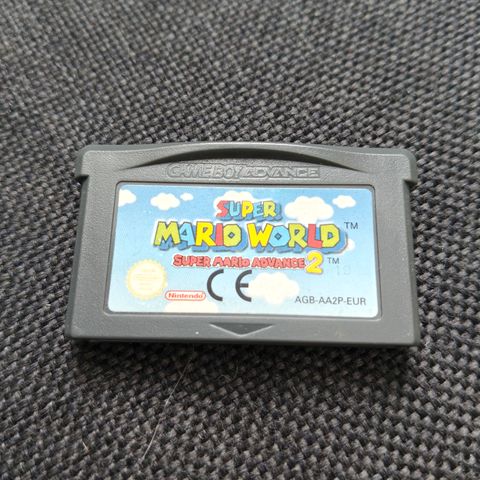 GAME BOY ADVANCE
SUPER
MARIO WORLD™
SUPER MARIO ADVANCE 2™
Nintendo
CE
AGB-AA2P-EUR